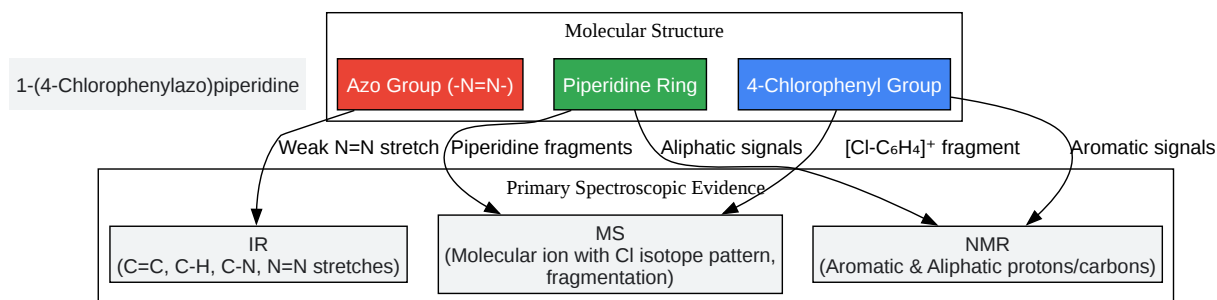 Molecular Structure
1-(4-Chlorophenylazo)piperidine
Azo Group (-N=N-)
Piperidine Ring
4-Chlorophenyl Group
Weak N=N stretch
Piperidine fragments
Aliphatic signals
[Cl-C₆H₄]⁺ fragment
Aromatic signals
Primary Spectroscopic Evidence
IR
(C=C, C-H, C-N, N=N stretches)
MS
(Molecular ion with Cl isotope pattern,
fragmentation)
NMR
(Aromatic & Aliphatic protons/carbons)